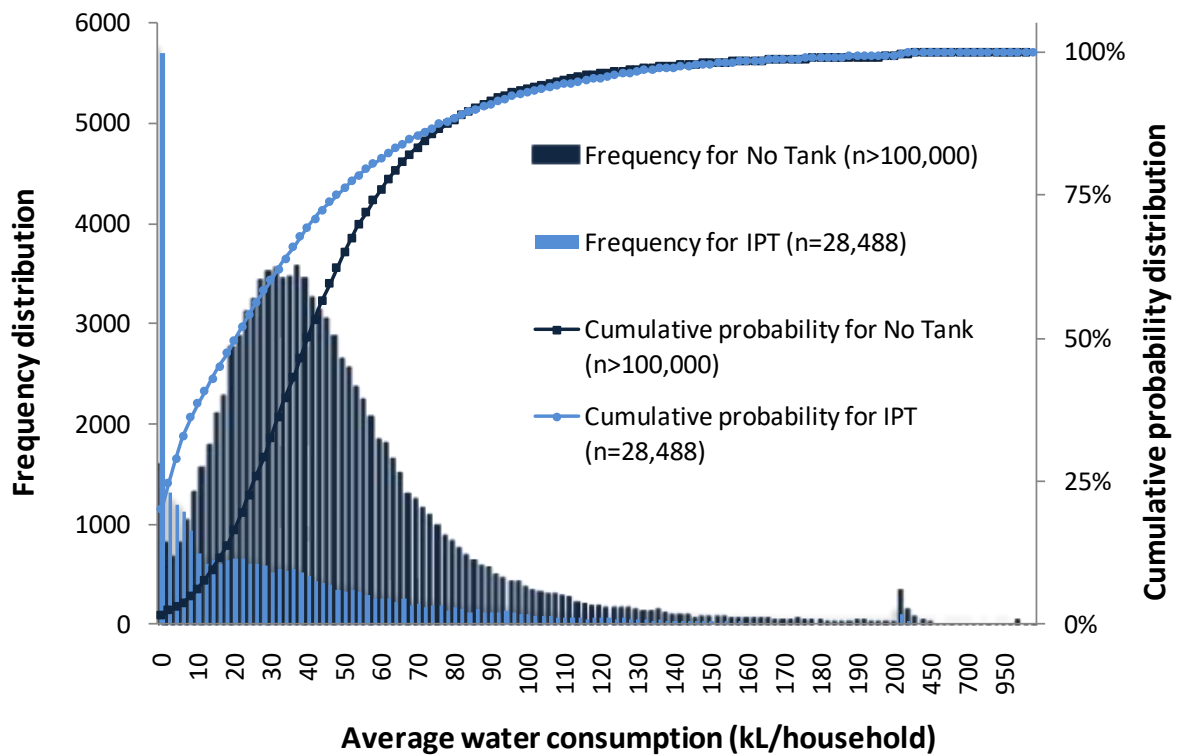 6000
5000
4000
3000
2000
1000
0
Frequency distribution
100%
75%
50%
25%
0%
Cumulative probability distribution
Frequency for No Tank (n>100,000)
Frequency for IPT (n=28,488)
Cumulative probability for No Tank
(n>100,000)
Cumulative probability for IPT
(n=28,488)
0 10 20 30 40 50 60 70 80 90 100 110 120 130 140 150 160 170 180 190 200 450 700 950
Average water consumption (kL/household)